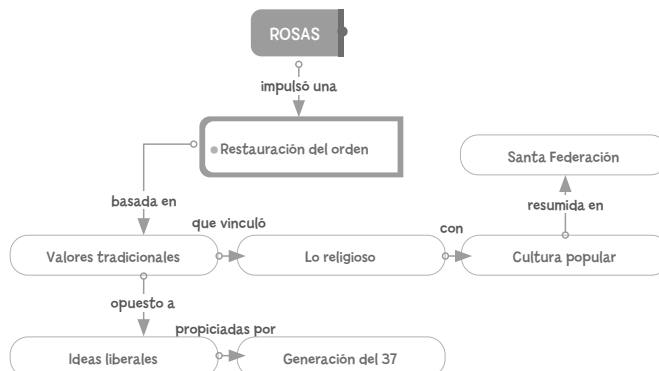 ROSAS
impulsó una
Restauración del orden
Santa Federación
basada en
resumida en
que vinculó
con
Valores tradicionales
Lo religioso
Cultura popular
opuesto a
propiciadas por
Ideas liberales
Generación del 37